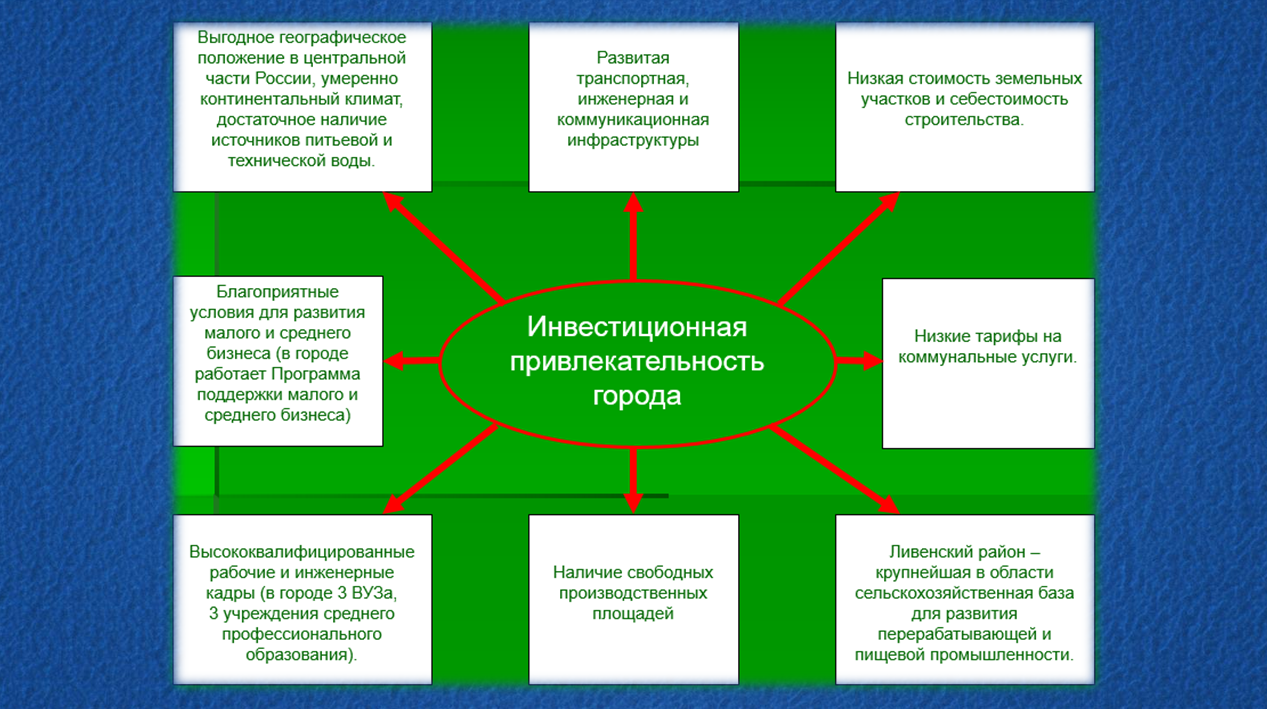 Выгодное географическое
положение в центральной
части России, умеренно
континентальный климат,
достаточное наличие
источников питьевой и
технической воды.
Развитая
транспортная,
инженерная и
коммуникационная
инфраструктуры
Низкая стоимость земельных
участков и себестоимость
строительства.
Благоприятные
условия для развития
малого и среднего
бизнеса (в городе
работает Программа
поддержки малого и
среднего бизнеса)
Инвестиционная
привлекательность
города
Низкие тарифы на
коммунальные услуги.
Высококвалифицированные
рабочие и инженерные
кадры (в городе 3 ВУЗа,
3 учреждения среднего
профессионального
образования).
Наличие свободных
производственных
площадей
Ливенский район –
крупнейшая в области
сельскохозяйственная база
для развития
перерабатывающей и
пищевой промышленности.